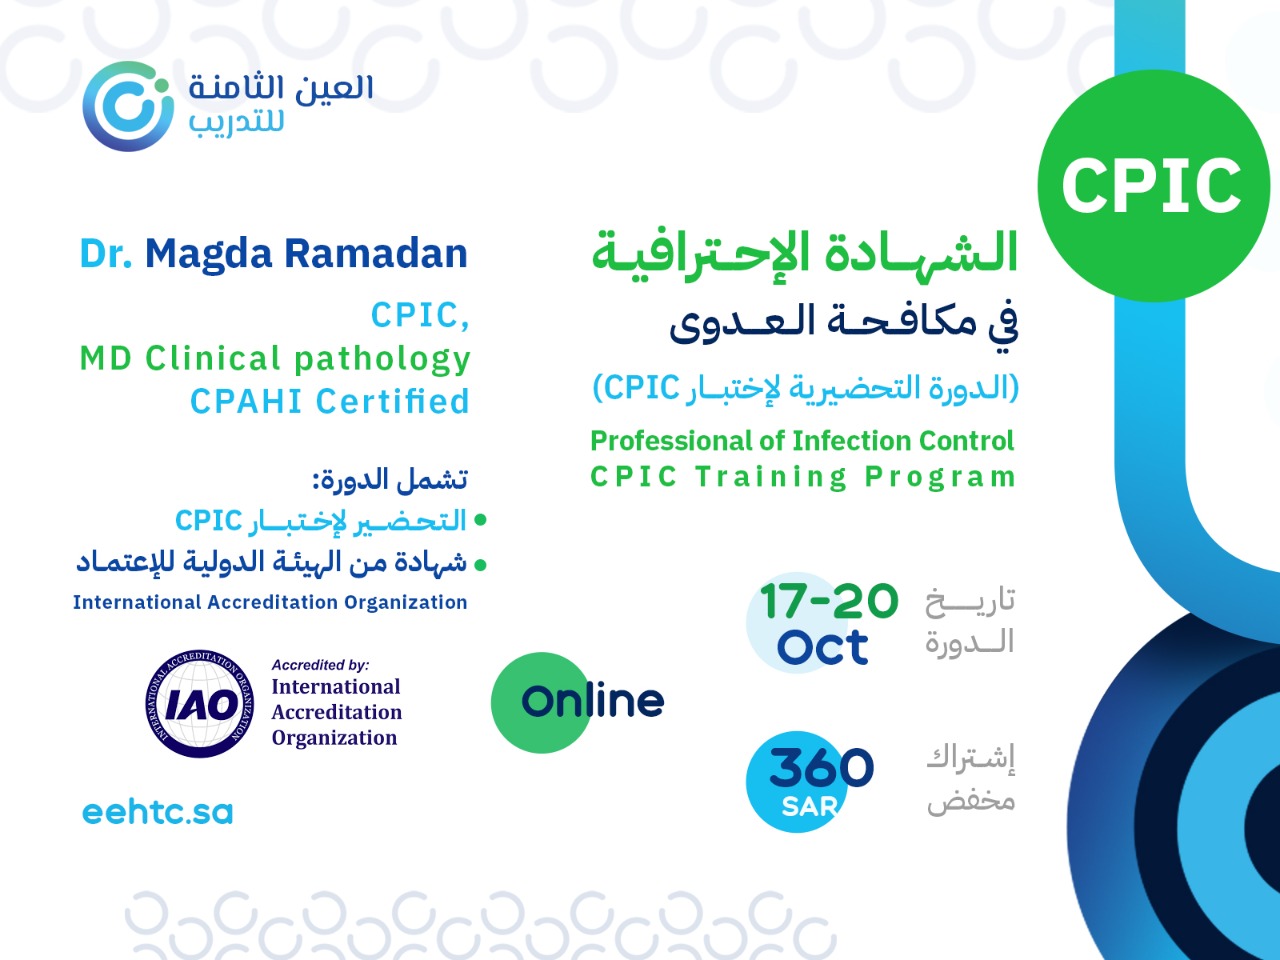 العين الثامنة
للتدريب
CPIC
الشهادة الإحترافية
في مكافحة العدوى
(الدورة التحضيرية لإختبار CPIC)
Professional of Infection Control
CPIC Training Program
Dr. Magda Ramadan
CPIC,
MD Clinical pathology
CPAHI Certified
تشمل الدورة:
• التحضير لإختبار CPIC
• شهادة من الهيئة الدولية للإعتماد
International Accreditation Organization
INTERNATIONAL ACCREDITATION ORGANIZATION
IAO
Accredited by:
International
Accreditation
Organization
Online
تاريخ
الدورة
17-20
Oct
إشتراك
مخفض
360
SAR
eehtc.sa